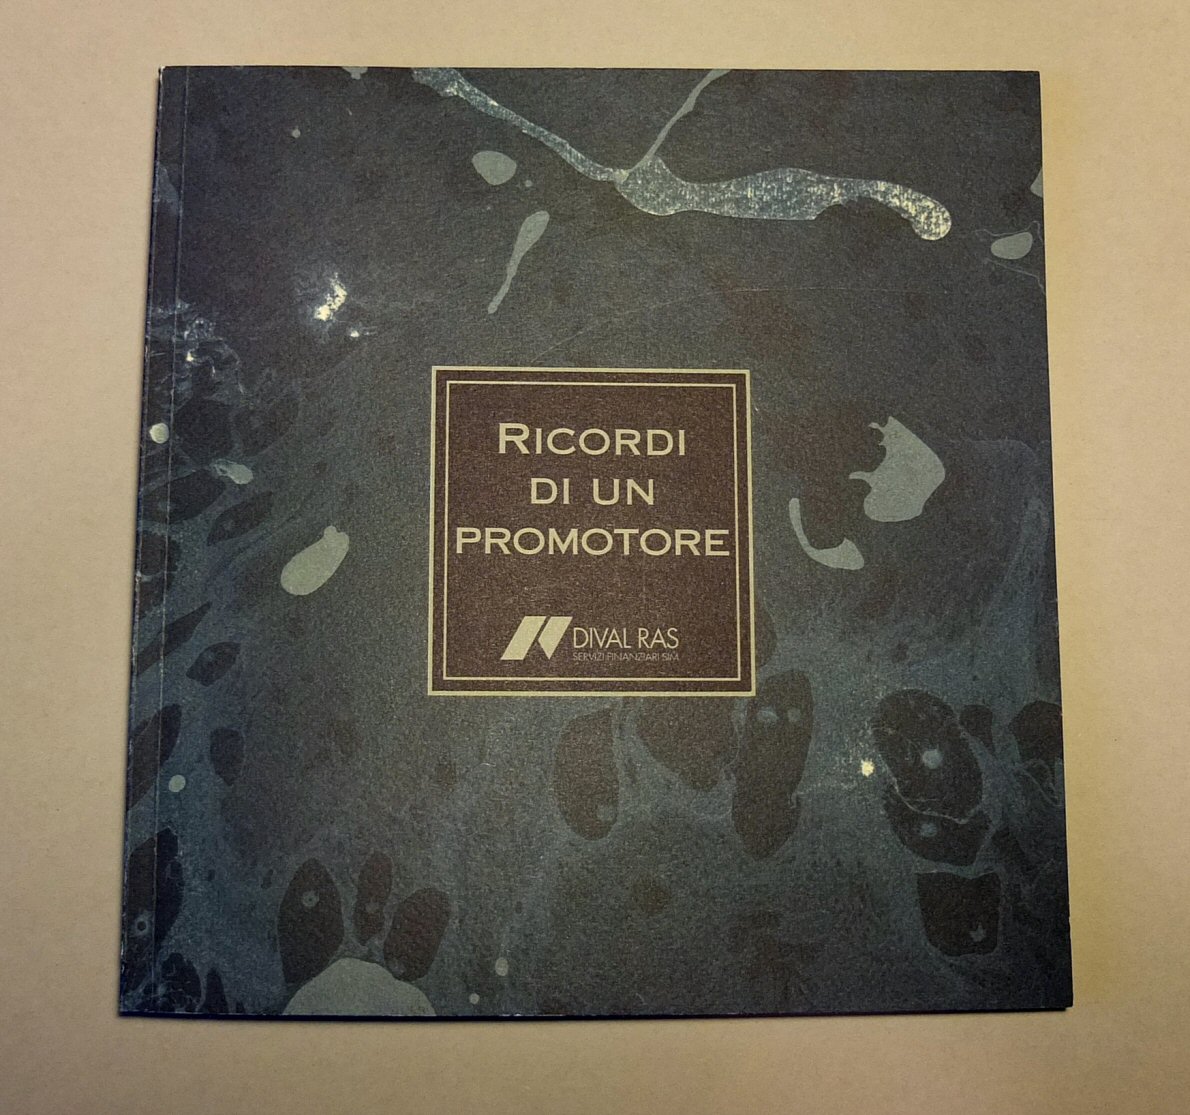 RICORDI
DI UN
PROMOTORE
DIVAL RAS
SERVIZI FINANZIARI SIM